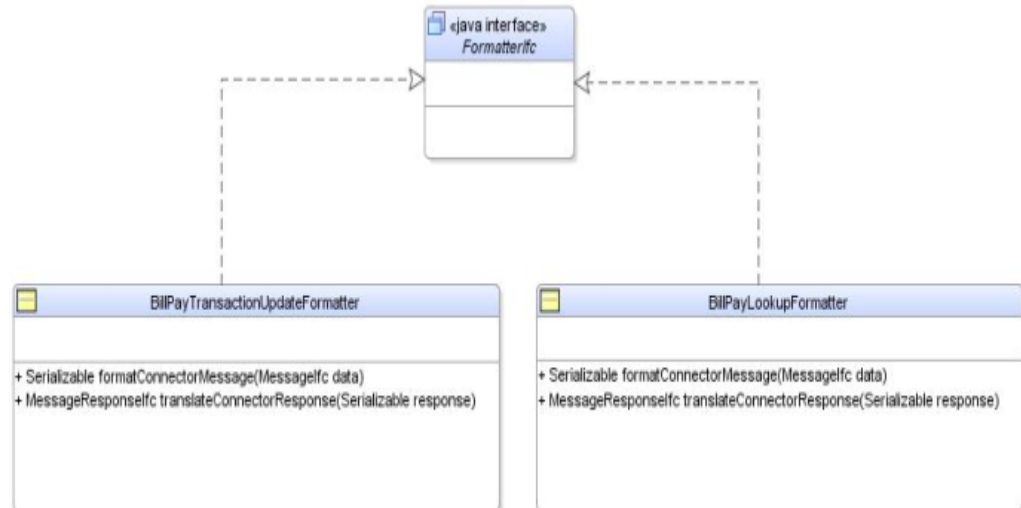 «java interface»
FormatterIfc
BillPayTransactionUpdateFormatter
+ Serializable formatConnectorMessage(MessageIfc data)
+ MessageResponseIfc translateConnectorResponse(Serializable response)
BillPayLookupFormatter
+ Serializable formatConnectorMessage(MessageIfc data)
+ MessageResponseIfc translateConnectorResponse(Serializable response)